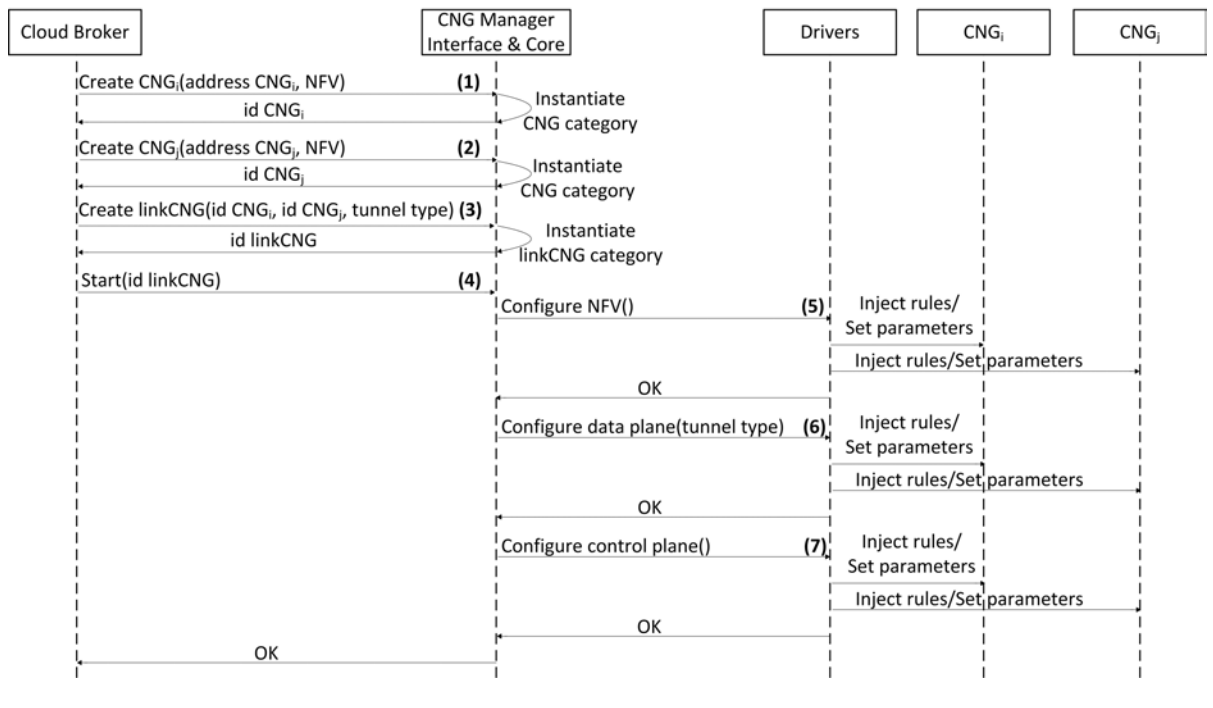 Cloud Broker
CNG Manager
Interface & Core
Drivers
CNGi
CNGj
Create CNGi(address CNGi, NFV) (1)
Instantiate
CNG category
id CNGi
Create CNGj(address CNGj, NFV) (2)
Instantiate
CNG category
id CNGj
Create linkCNG(id CNGi, id CNGj, tunnel type) (3)
Instantiate
linkCNG category
id linkCNG
Start(id linkCNG) (4)
Configure NFV() (5)
Inject rules/
Set parameters
Inject rules/Set parameters
OK
Configure data plane(tunnel type) (6)
Inject rules/
Set parameters
Inject rules/Set parameters
OK
Configure control plane() (7)
Inject rules/
Set parameters
Inject rules/Set parameters
OK
OK